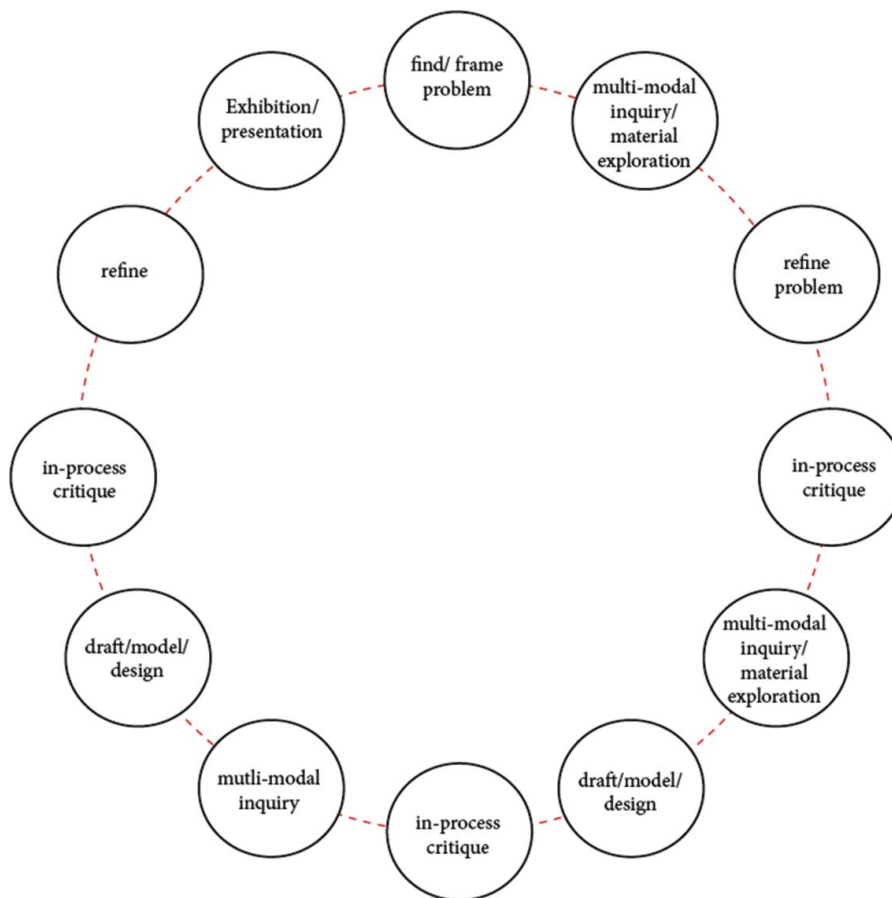 find/ frame
problem
multi-modal
inquiry/
material
exploration
refine
problem
in-process
critique
multi-modal
inquiry/
material
exploration
draft/model/
design
in-process
critique
mutli-modal
inquiry
draft/model/
design
in-process
critique
refine
Exhibition/
presentation